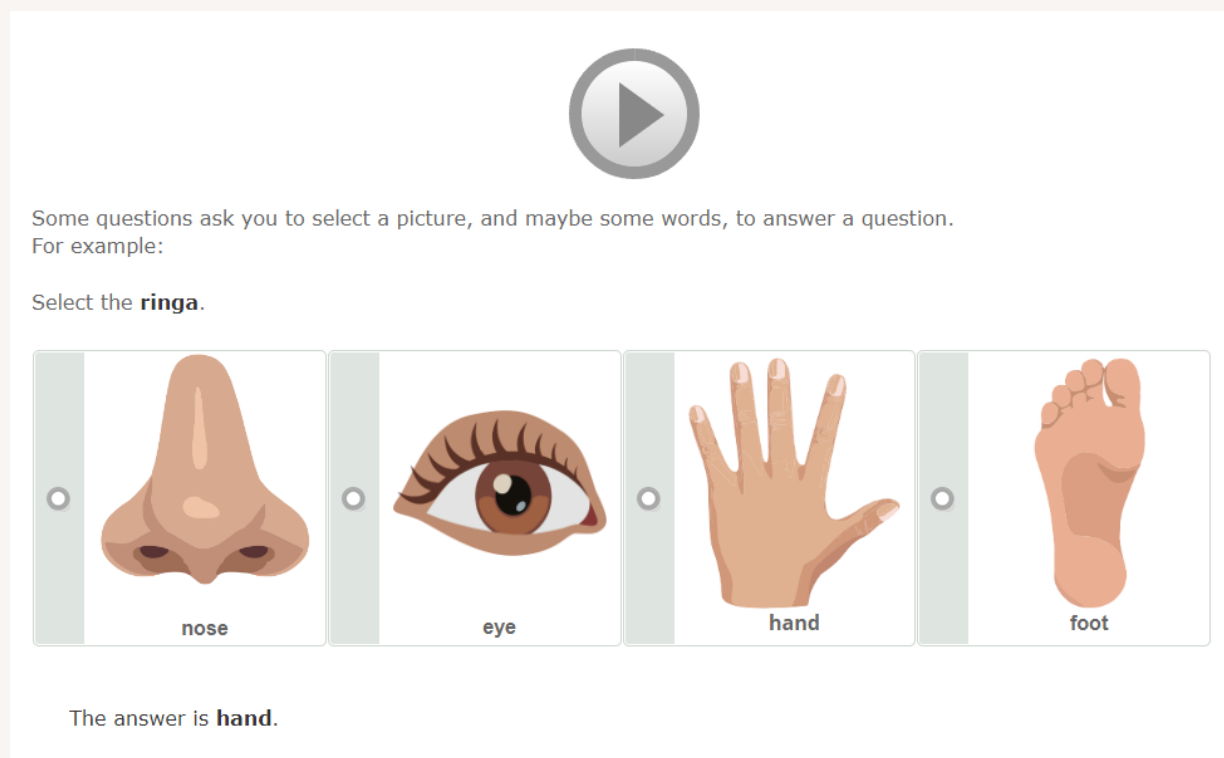 Some questions ask you to select a picture, and maybe some words, to answer a question.
For example:
Select the ringa.
nose
eye
hand
foot
The answer is hand.